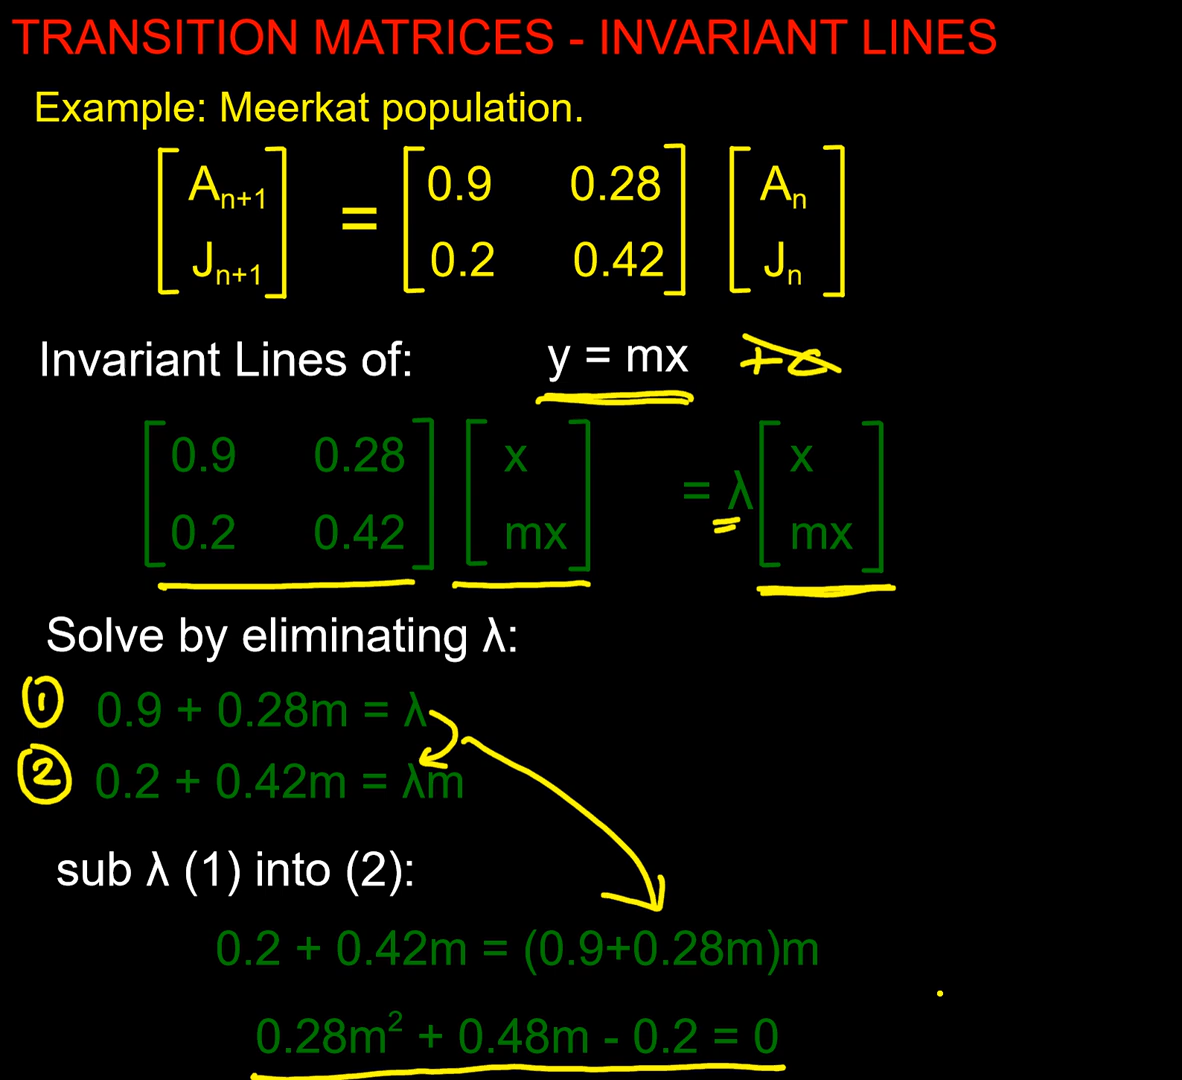 TRANSITION MATRICES - INVARIANT LINES
Example: Meerkat population.
[Aₙ₊₁] = [0.9 0.28] [Aₙ]
[Jₙ₊₁] [0.2 0.42] [Jₙ]
Invariant Lines of: y = mx + c
[0.9 0.28] [x] = λ [x]
[0.2 0.42] [mx] [mx]
Solve by eliminating λ:
① 0.9 + 0.28m = λ
② 0.2 + 0.42m = λm
sub λ (1) into (2):
0.2 + 0.42m = (0.9+0.28m)m
0.28m² + 0.48m - 0.2 = 0